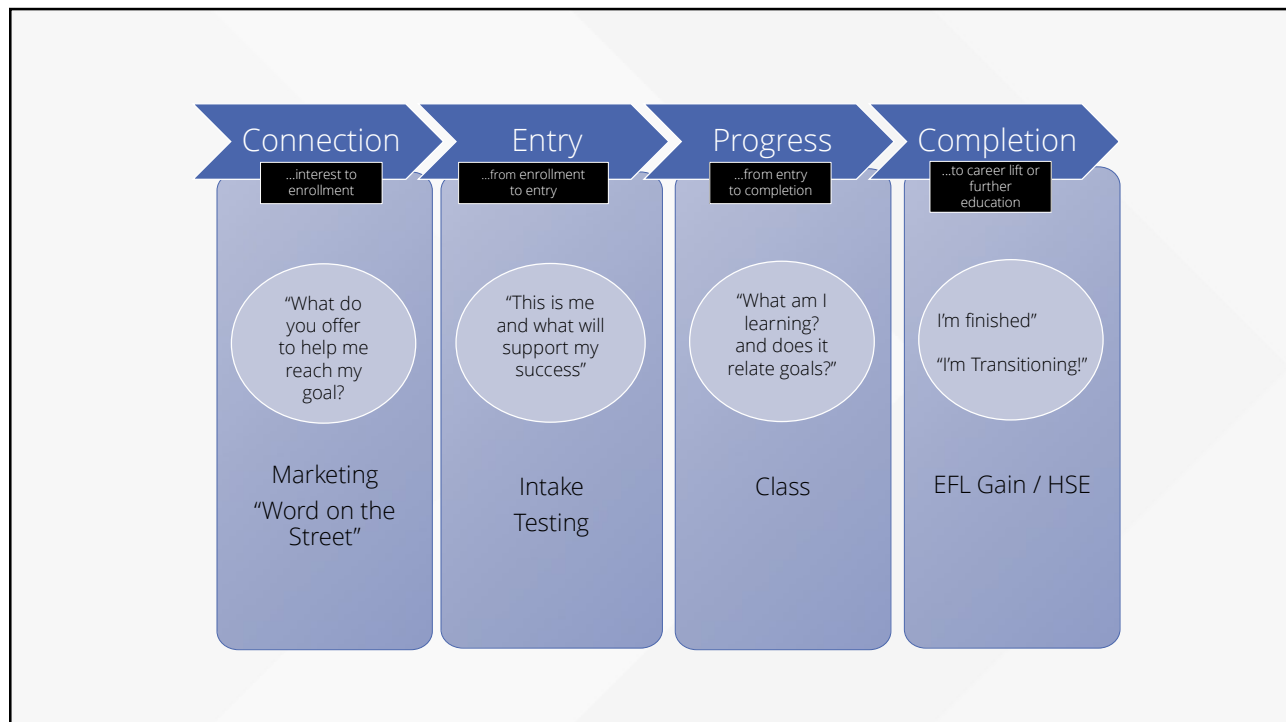 Connection
...interest to
enrollment
“What do
you offer
to help me
reach my
goal?
Marketing
“Word on the
Street”
Entry
...from enrollment
to entry
“This is me
and what will
support my
success”
Intake
Testing
Progress
...from entry
to completion
“What am I
learning?
and does it
relate goals?”
Class
Completion
...to career lift or
further
education
I’m finished”
“I’m Transitioning!”
EFL Gain / HSE